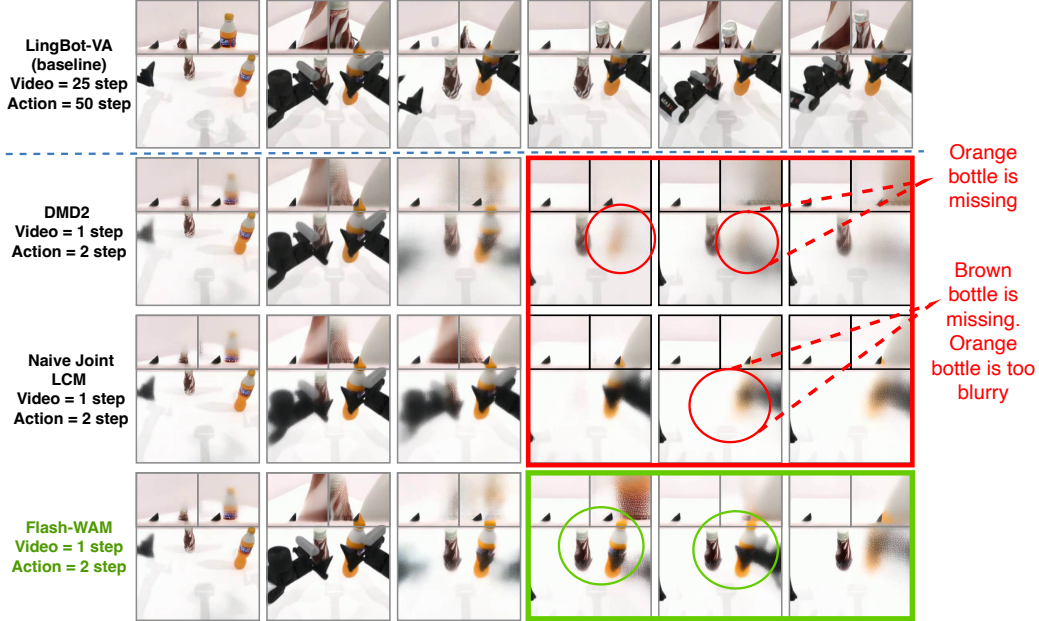 LingBot-VA
(baseline)
Video = 25 step
Action = 50 step
DMD2
Video = 1 step
Action = 2 step
Orange
bottle is
missing
Naive Joint
LCM
Video = 1 step
Action = 2 step
Brown
bottle is
missing.
Orange
bottle is too
blurry
Flash-WAM
Video = 1 step
Action = 2 step